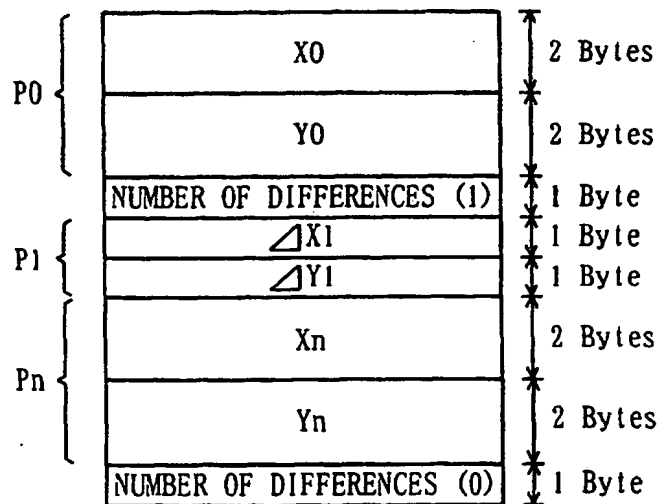 X0 2 Bytes
P0
Y0 2 Bytes
NUMBER OF DIFFERENCES (1) 1 Byte
⊿X1 1 Byte
P1
⊿Y1 1 Byte
Xn 2 Bytes
Pn
Yn 2 Bytes
NUMBER OF DIFFERENCES (0) 1 Byte